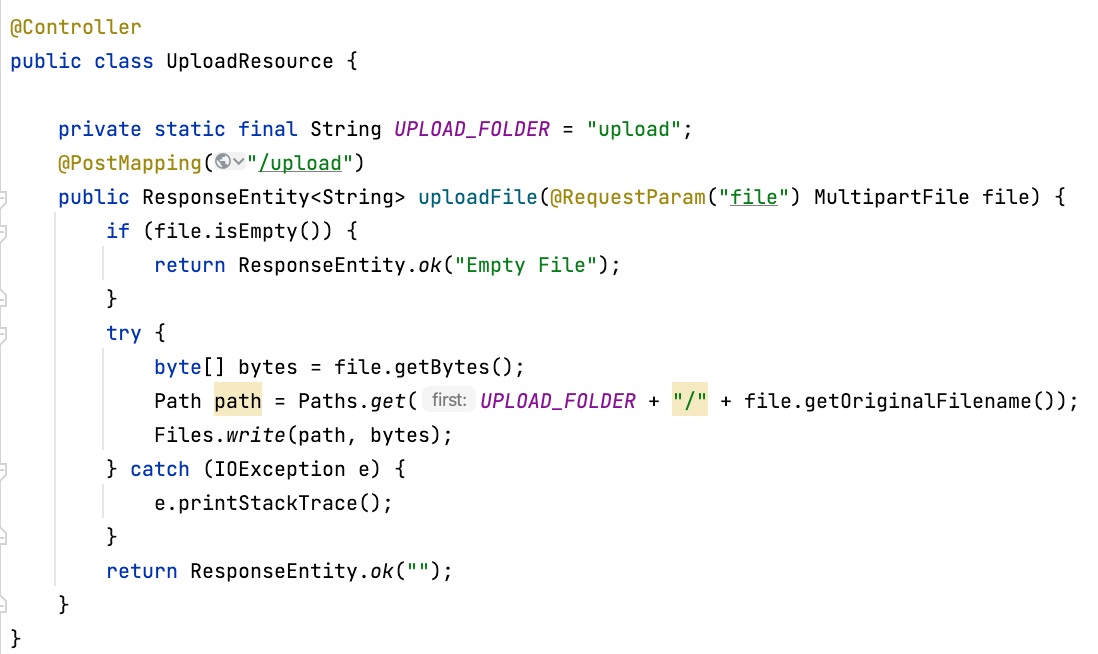 @Controller
public class UploadResource {
private static final String UPLOAD_FOLDER = "upload";
@PostMapping("/upload")
public ResponseEntity<String> uploadFile(@RequestParam("file") MultipartFile file) {
if (file.isEmpty()) {
return ResponseEntity.ok("Empty File");
}
try {
byte[] bytes = file.getBytes();
Path path = Paths.get( first: UPLOAD_FOLDER + "/" + file.getOriginalFilename());
Files.write(path, bytes);
} catch (IOException e) {
e.printStackTrace();
}
return ResponseEntity.ok("");
}
}